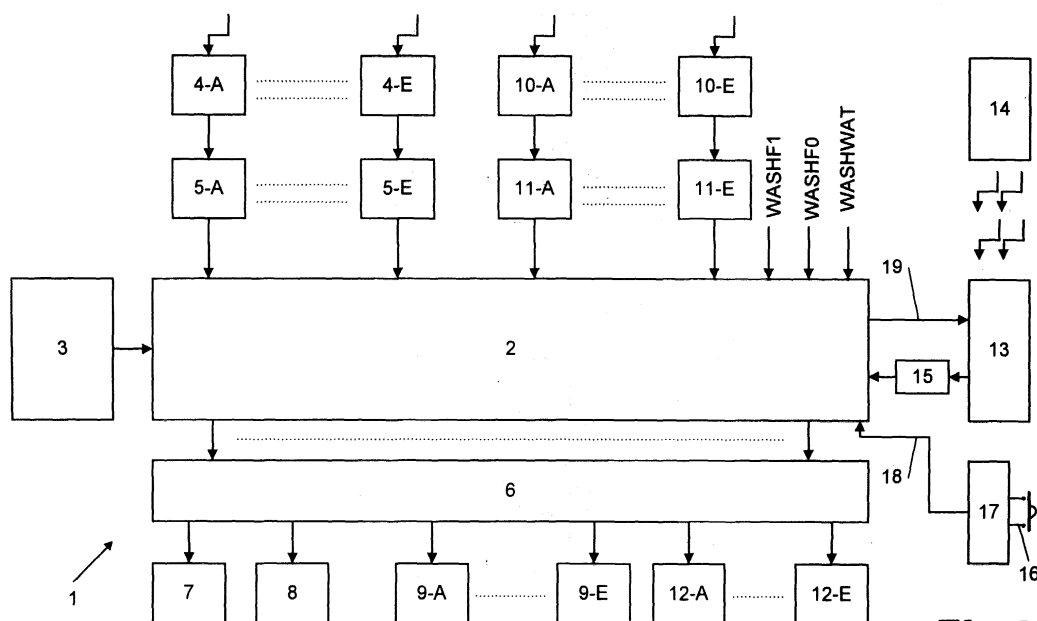 4-A 4-E 10-A 10-E 14
5-A 5-E 11-A 11-E
WASHF1
WASHF0
WASHWAT
19
3 2 13
15
18
6 17
16
1 7 8 9-A 9-E 12-A 12-E